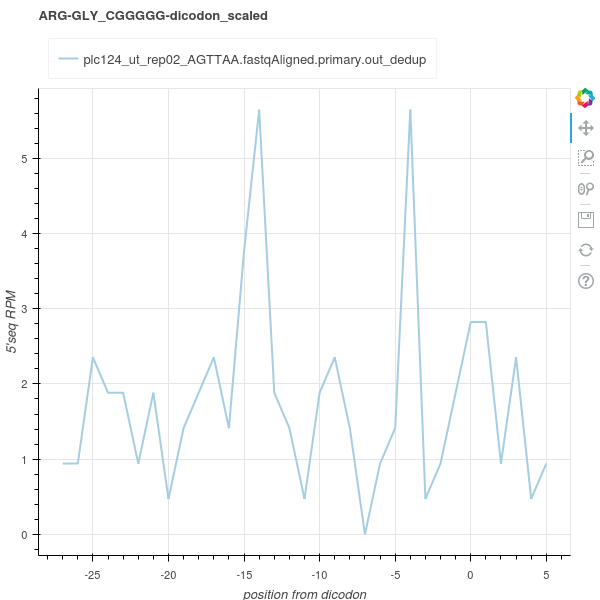 ARG-GLY_CGGGGG-dicodon_scaled
plc124_ut_rep02_AGTTAA.fastqAligned.primary.out_dedup
5
4
3
2
1
0
5'seq RPM
-25 -20 -15 -10 -5 0 5
position from dicodon